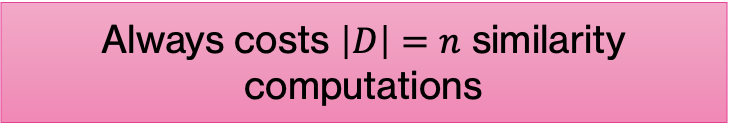 Always costs |D| = n similarity
computations